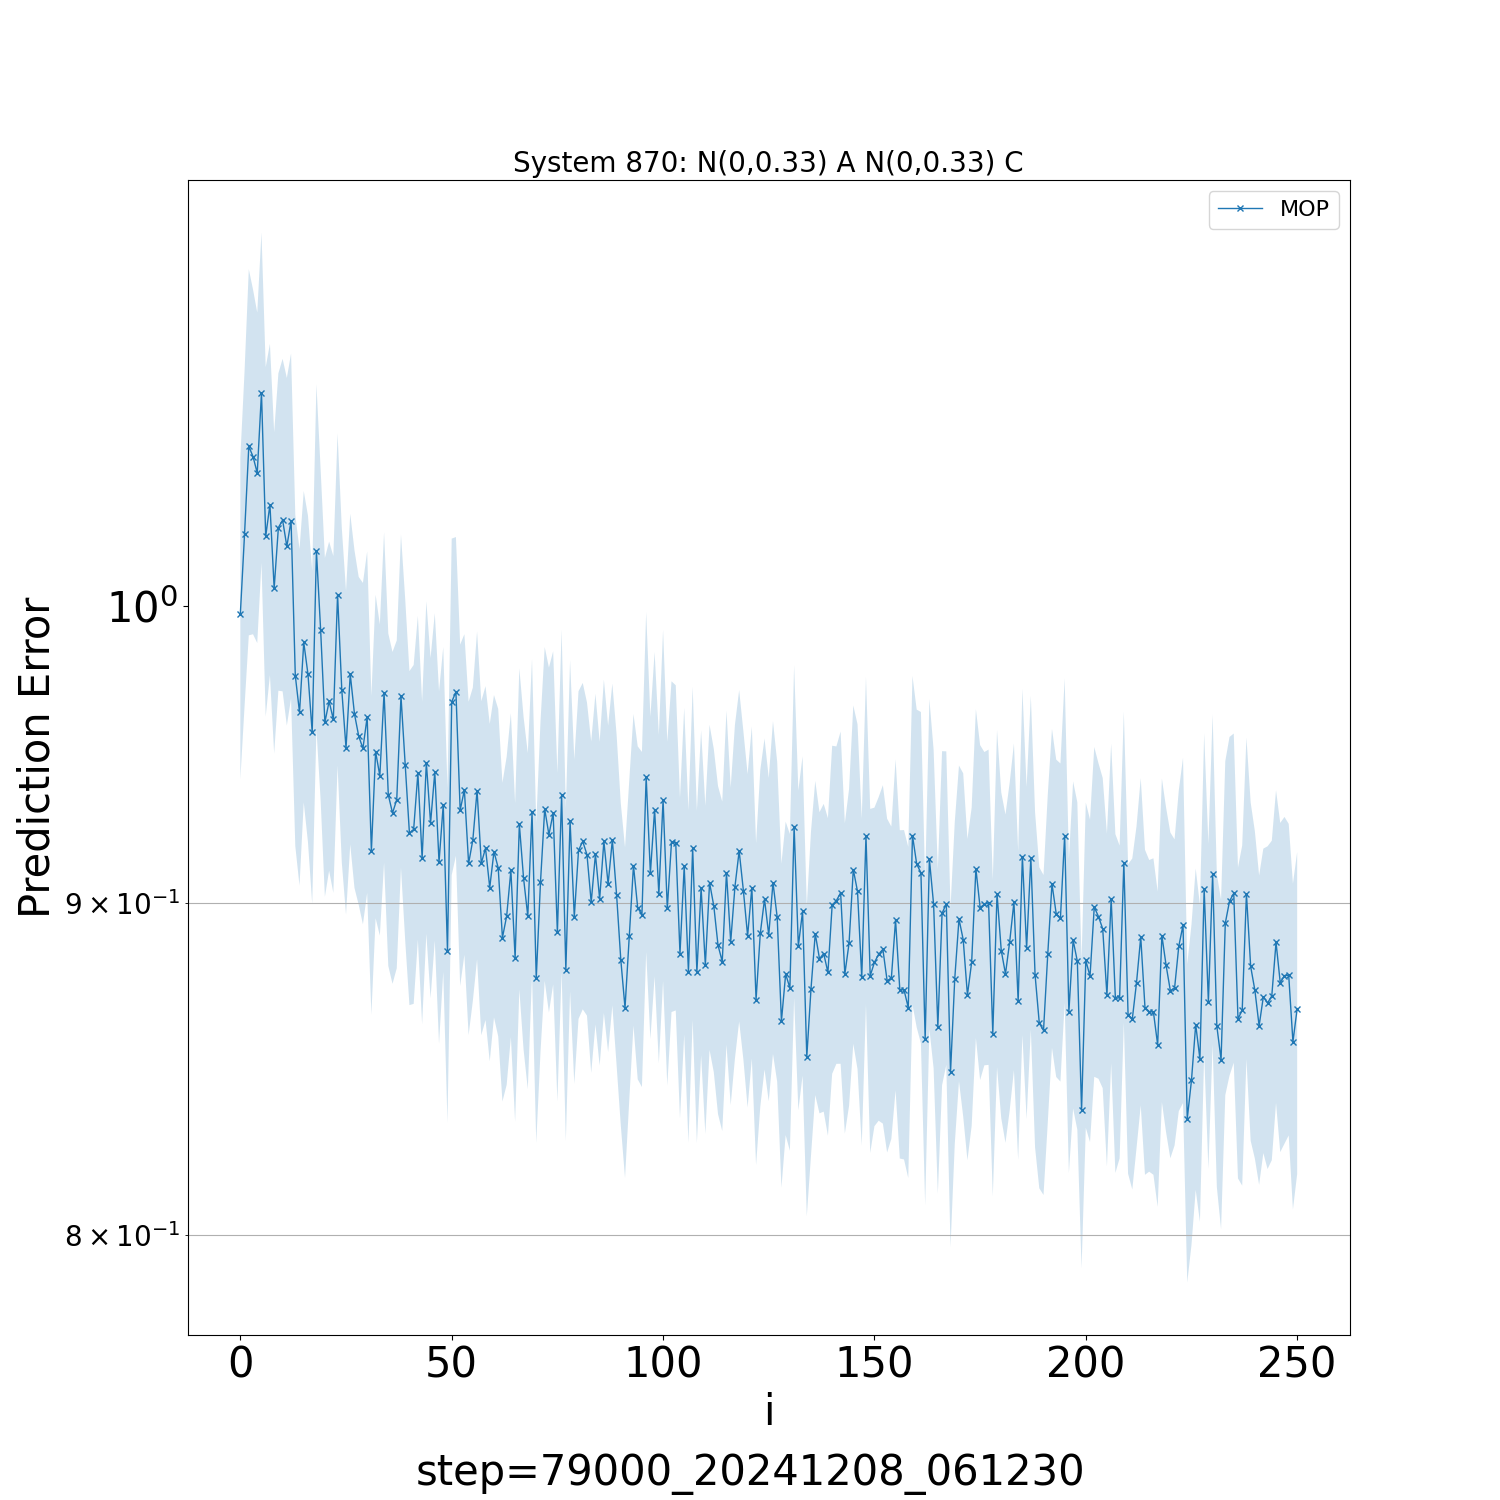 System 870: N(0,0.33) A N(0,0.33) C
MOP
Prediction Error
10⁰
9 × 10⁻¹
8 × 10⁻¹
0 50 100 150 200 250
i
step=79000_20241208_061230